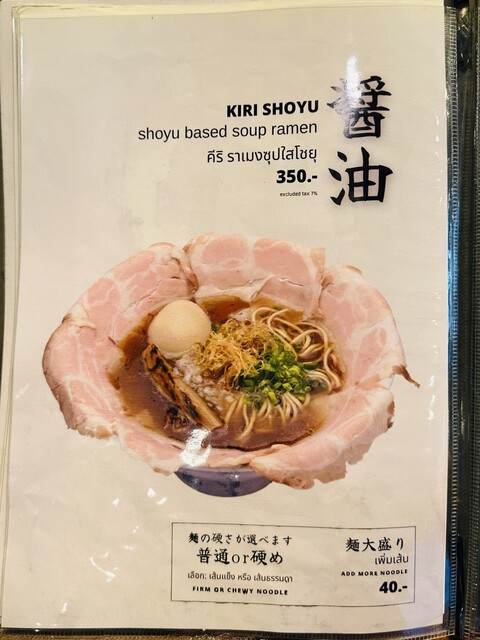 醤油
KIRI SHOYU
shoyu based soup ramen
คีริ ราเมงซุปใสโชยุ
350.-
excluded tax 7%
麺の硬さが選べます
普通or硬め
เลือก: เส้นแข็ง หรือ เส้นธรรมดา
FIRM OR CHEWY NOODLE
麺大盛り
เพิ่มเส้น
ADD MORE NOODLE
40.-